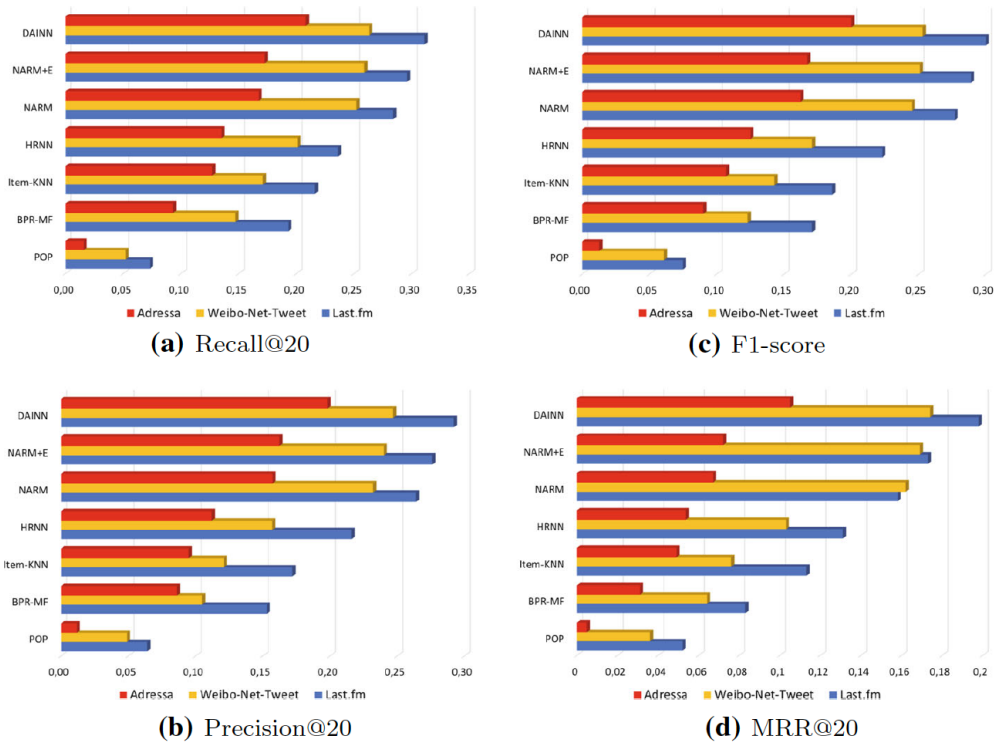 DAINN
NARM+E
NARM
HRNN
Item-KNN
BPR-MF
POP
0,00 0,05 0,10 0,15 0,20 0,25 0,30 0,35
Adressa Weibo-Net-Tweet Last.fm
(a) Recall@20
DAINN
NARM+E
NARM
HRNN
Item-KNN
BPR-MF
POP
0,00 0,05 0,10 0,15 0,20 0,25 0,30
Adressa Weibo-Net-Tweet Last.fm
(c) F1-score
DAINN
NARM+E
NARM
HRNN
Item-KNN
BPR-MF
POP
0,00 0,05 0,10 0,15 0,20 0,25 0,30
Adressa Weibo-Net-Tweet Last.fm
(b) Precision@20
DAINN
NARM+E
NARM
HRNN
Item-KNN
BPR-MF
POP
0 0,02 0,04 0,06 0,08 0,1 0,12 0,14 0,16 0,18 0,2
Adressa Weibo-Net-Tweet Last.fm
(d) MRR@20